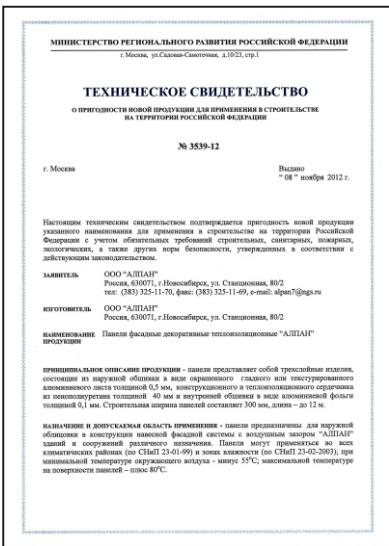 МИНИСТЕРСТВО РЕГИОНАЛЬНОГО РАЗВИТИЯ РОССИЙСКОЙ ФЕДЕРАЦИИ
г. Москва, ул.Садовая-Самотечная, д.10/23, стр.1
ТЕХНИЧЕСКОЕ СВИДЕТЕЛЬСТВО
О ПРИГОДНОСТИ НОВОЙ ПРОДУКЦИИ ДЛЯ ПРИМЕНЕНИЯ В СТРОИТЕЛЬСТВЕ
НА ТЕРРИТОРИИ РОССИЙСКОЙ ФЕДЕРАЦИИ
№ 3539-12
г. Москва Выдано
" 08 " ноября 2012 г.
Настоящим техническим свидетельством подтверждается пригодность новой продукции
указанного наименования для применения в строительстве на территории Российской
Федерации с учетом обязательных требований строительных, санитарных, пожарных,
экологических, а также других норм безопасности, утвержденных в соответствии с
действующим законодательством.
ЗАЯВИТЕЛЬ ООО "АЛПАН"
Россия, 630071, г.Новосибирск, ул. Станционная, 80/2
тел: (383) 325-11-70, факс: (383) 325-11-69, e-mail: alpan7@ngs.ru
ИЗГОТОВИТЕЛЬ ООО "АЛПАН"
Россия, 630071, г.Новосибирск, ул. Станционная, 80/2
НАИМЕНОВАНИЕ ПРОДУКЦИИ Панели фасадные декоративные теплоизоляционные "АЛПАН"
ПРИНЦИПИАЛЬНОЕ ОПИСАНИЕ ПРОДУКЦИИ - панели представляет собой трехслойные изделия,
состоящие из наружной обшивки в виде окрашенного гладкого или текстурированного
алюминиевого листа толщиной 0,5 мм, конструкционного и теплоизоляционного сердечника
из пенополиуретана толщиной 40 мм и внутренней обшивки в виде алюминиевой фольги
толщиной 0,1 мм. Строительная ширина панелей составляет 300 мм, длина – до 12 м.
НАЗНАЧЕНИЕ И ДОПУСКАЕМАЯ ОБЛАСТЬ ПРИМЕНЕНИЯ - панели предназначены для наружной
облицовки в конструкции навесной фасадной системы с воздушным зазором "АЛПАН"
зданий и сооружений различного назначения. Панели могут применяться во всех
климатических районах (по СНиП 23-01-99) и зонах влажности (по СНиП 23-02-2003); при
минимальной температуре окружающего воздуха - минус 55°С; максимальной температуре
на поверхности панелей – плюс 80°С.